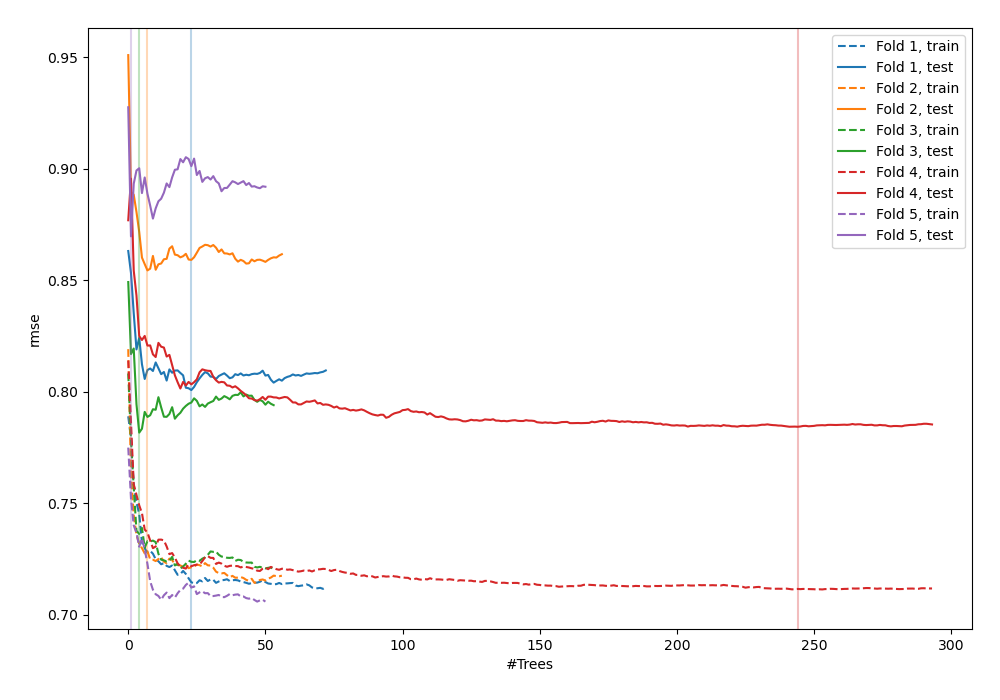 0.95
0.90
0.85
0.80
0.75
0.70
rmse
0
50
100
150
200
250
300
#Trees
Fold 1, train
Fold 1, test
Fold 2, train
Fold 2, test
Fold 3, train
Fold 3, test
Fold 4, train
Fold 4, test
Fold 5, train
Fold 5, test